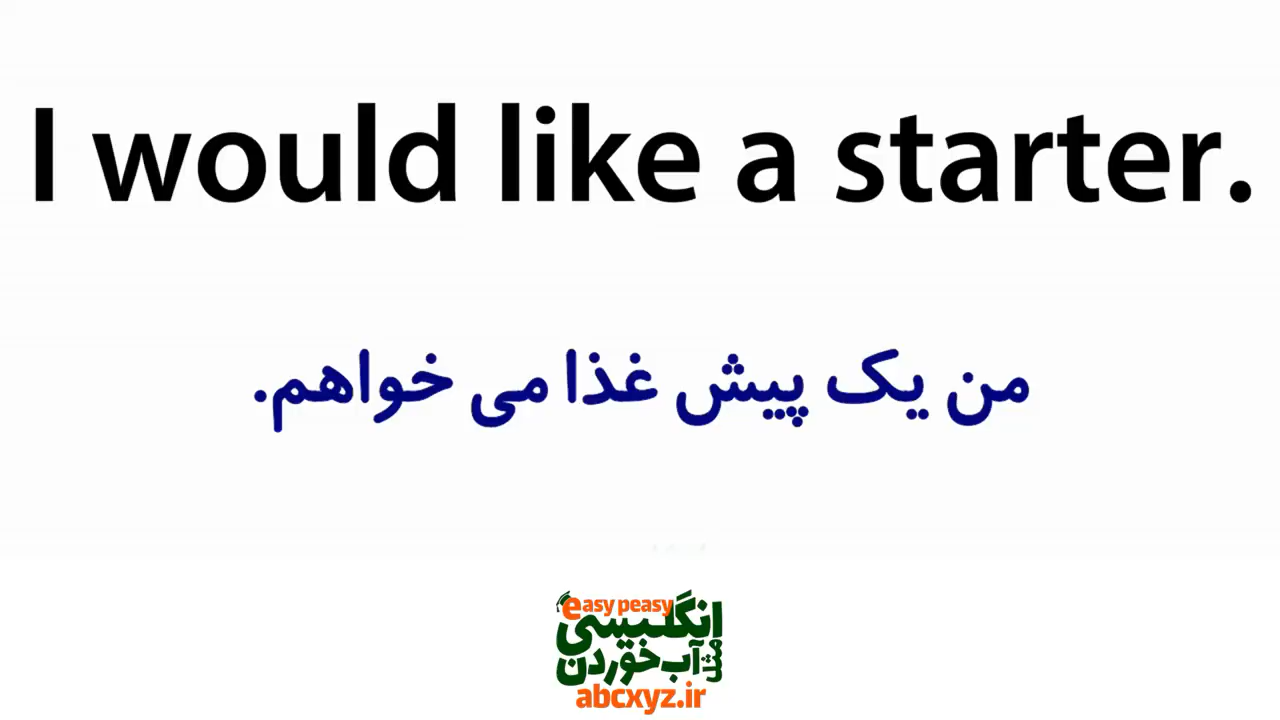 I would like a starter.
من یک پیش غذا می خواهم.
easy peasy
انگلیسی
مثل
آب خوردن
abcxyz.ir